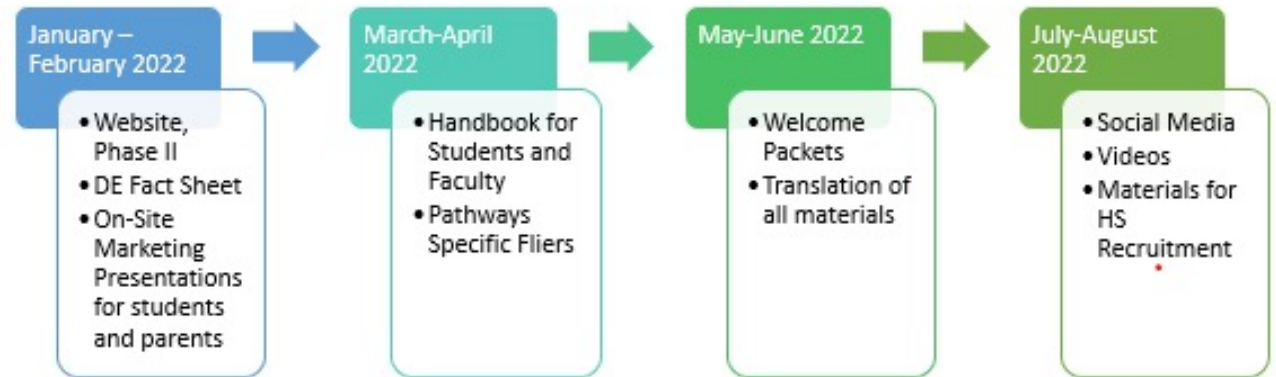 January –
February 2022
• Website,
Phase II
• DE Fact Sheet
• On-Site
Marketing
Presentations
for students
and parents
March-April
2022
• Handbook for
Students and
Faculty
• Pathways
Specific Fliers
May-June 2022
• Welcome
Packets
• Translation of
all materials
July-August
2022
• Social Media
• Videos
• Materials for
HS
Recruitment